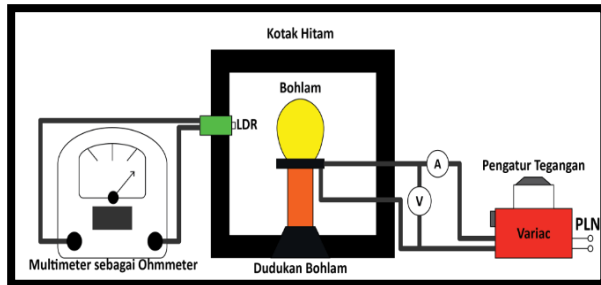 Kotak Hitam
Bohlam
LDR
A
Pengatur Tegangan
V
PLN
Variac
Multimeter sebagai Ohmmeter
Dudukan Bohlam